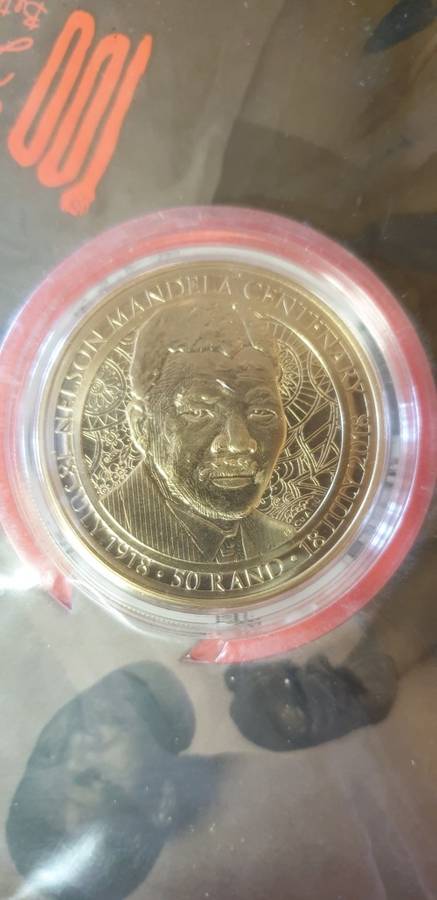 100
NELSON MANDELA CENTENARY
18 JULY 1918 · 50 RAND · 18 JULY 2018